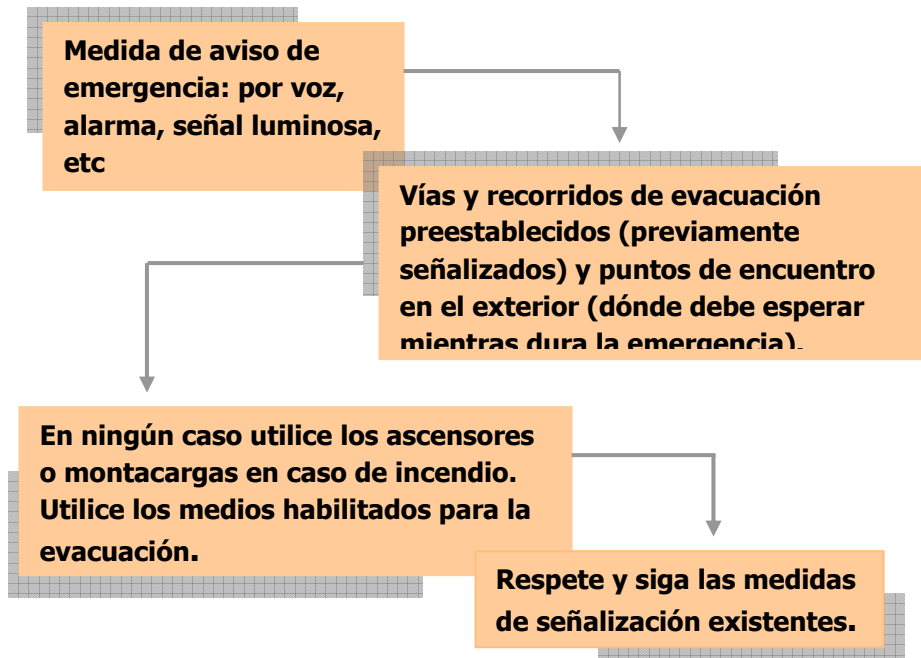 Medida de aviso de
emergencia: por voz,
alarma, señal luminosa,
etc
Vías y recorridos de evacuación
preestablecidos (previamente
señalizados) y puntos de encuentro
en el exterior (dónde debe esperar
mientras dura la emergencia).
En ningún caso utilice los ascensores
o montacargas en caso de incendio.
Utilice los medios habilitados para la
evacuación.
Respete y siga las medidas
de señalización existentes.